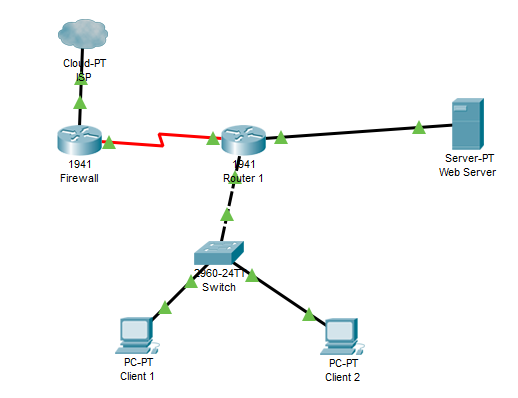 Cloud-PT
ISP
1941
Firewall
1941
Router 1
Server-PT
Web Server
2960-24TT
Switch
PC-PT
Client 1
PC-PT
Client 2